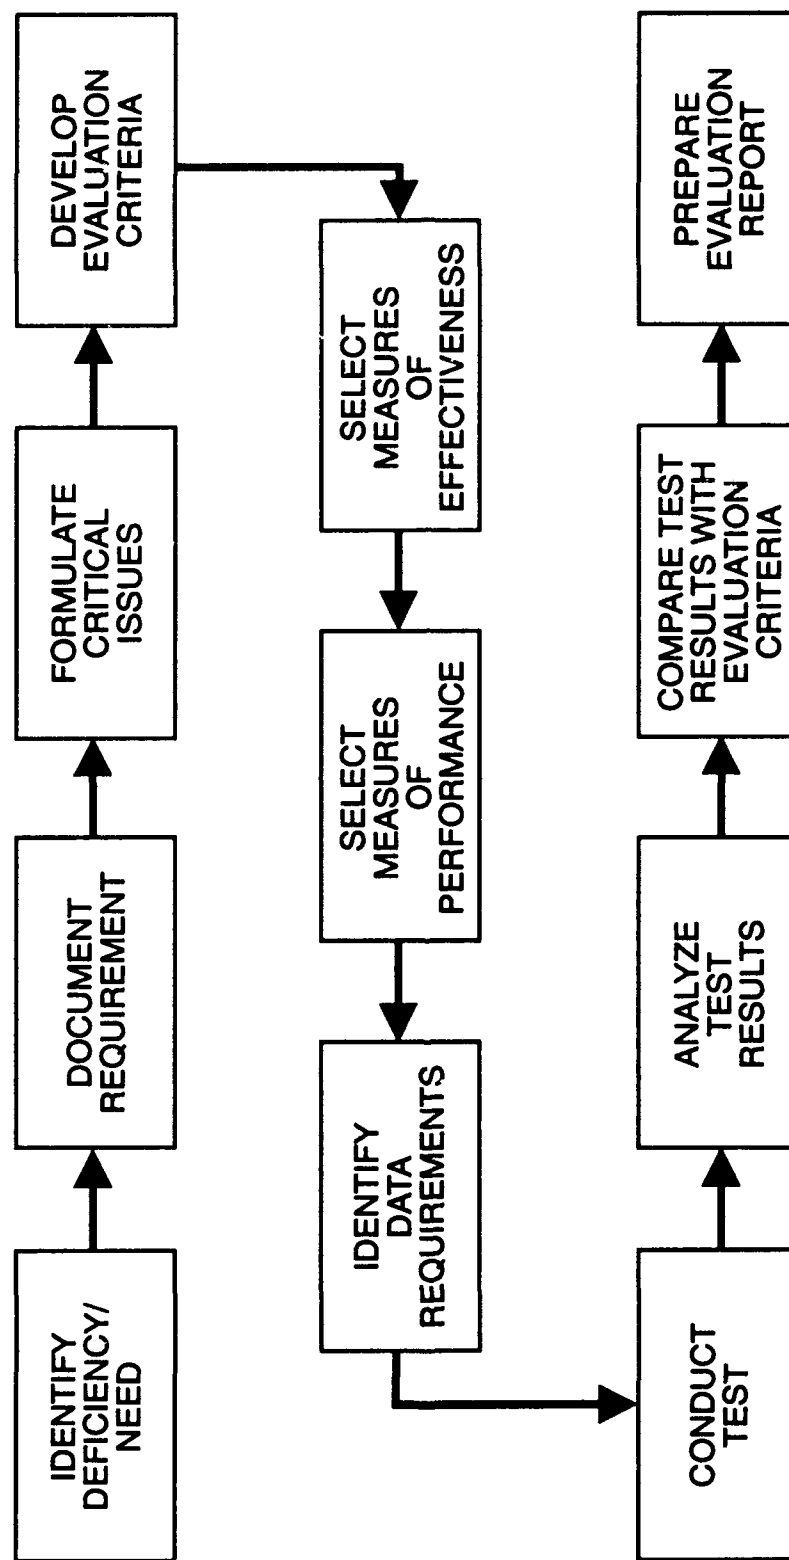 IDENTIFY
DEFICIENCY/
NEED
DOCUMENT
REQUIREMENT
FORMULATE
CRITICAL
ISSUES
DEVELOP
EVALUATION
CRITERIA
SELECT
MEASURES
OF
EFFECTIVENESS
SELECT
MEASURES
OF
PERFORMANCE
IDENTIFY
DATA
REQUIREMENTS
CONDUCT
TEST
ANALYZE
TEST
RESULTS
COMPARE TEST
RESULTS WITH
EVALUATION
CRITERIA
PREPARE
EVALUATION
REPORT